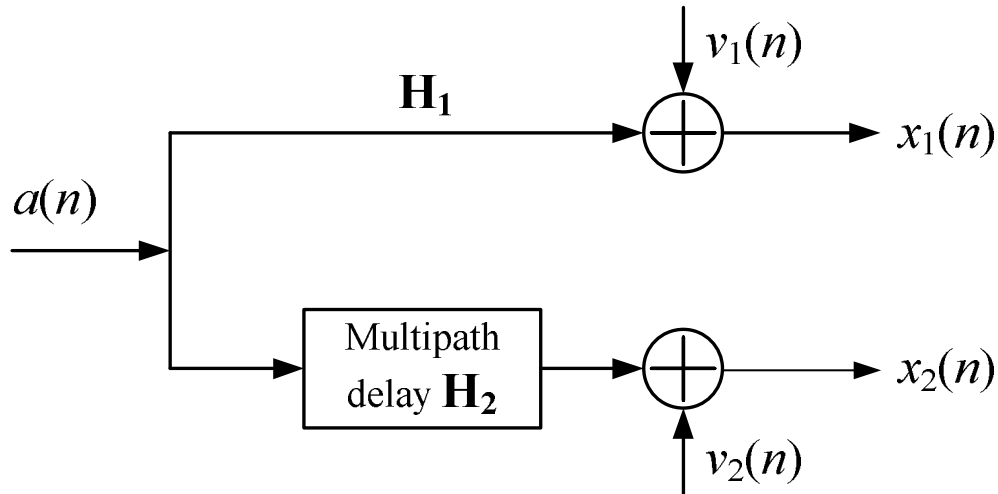 v₁(n)
H₁
x₁(n)
a(n)
Multipath
delay H₂
x₂(n)
v₂(n)